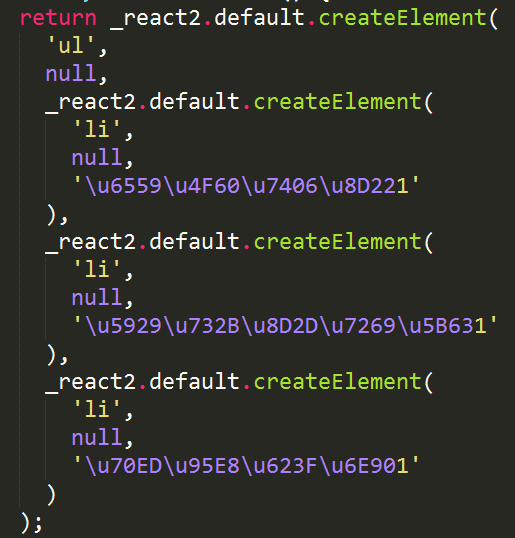 return _react2.default.createElement(
'ul',
null,
_react2.default.createElement(
'li',
null,
'\u6559\u4F60\u7406\u8D221'
),
_react2.default.createElement(
'li',
null,
'\u5929\u732B\u8D2D\u7269\u5B631'
),
_react2.default.createElement(
'li',
null,
'\u70ED\u95E8\u623F\u6E901'
)
);